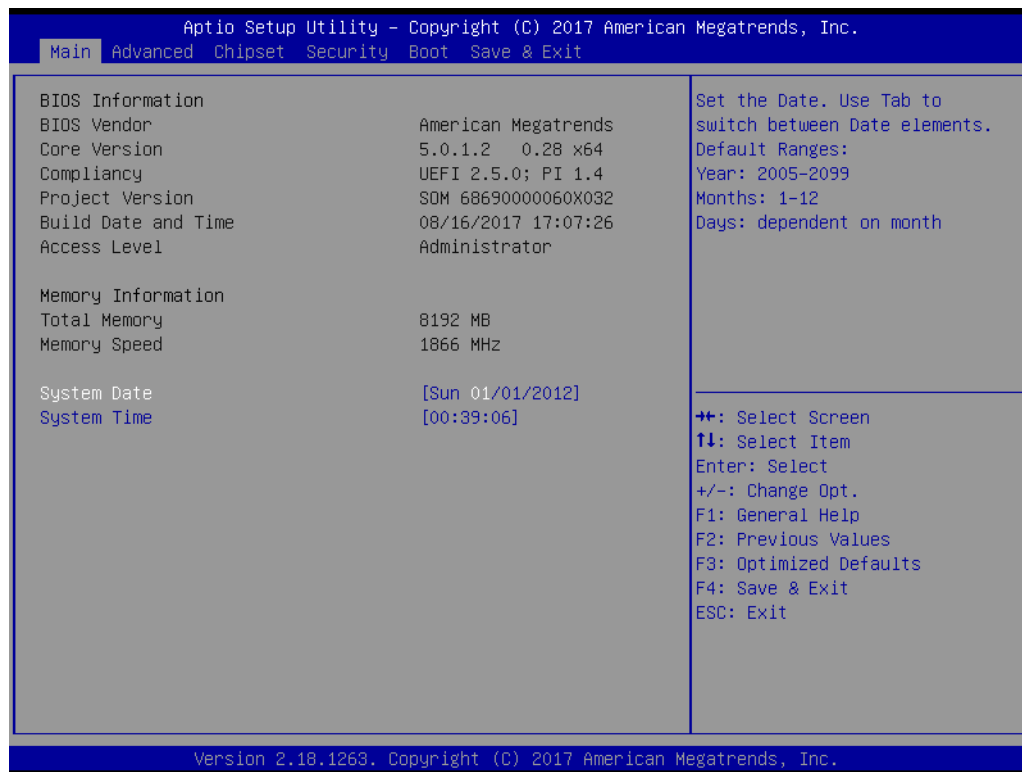 Aptio Setup Utility – Copyright (C) 2017 American Megatrends, Inc.
Main Advanced Chipset Security Boot Save & Exit
BIOS Information
BIOS Vendor American Megatrends
Core Version 5.0.1.2 0.28 x64
Compliancy UEFI 2.5.0; PI 1.4
Project Version SOM 68690000060X032
Build Date and Time 08/16/2017 17:07:26
Access Level Administrator
Memory Information
Total Memory 8192 MB
Memory Speed 1866 MHz
System Date [Sun 01/01/2012]
System Time [00:39:06]
Set the Date. Use Tab to
switch between Date elements.
Default Ranges:
Year: 2005-2099
Months: 1-12
Days: dependent on month
→←: Select Screen
↑↓: Select Item
Enter: Select
+/-: Change Opt.
F1: General Help
F2: Previous Values
F3: Optimized Defaults
F4: Save & Exit
ESC: Exit
Version 2.18.1263. Copyright (C) 2017 American Megatrends, Inc.